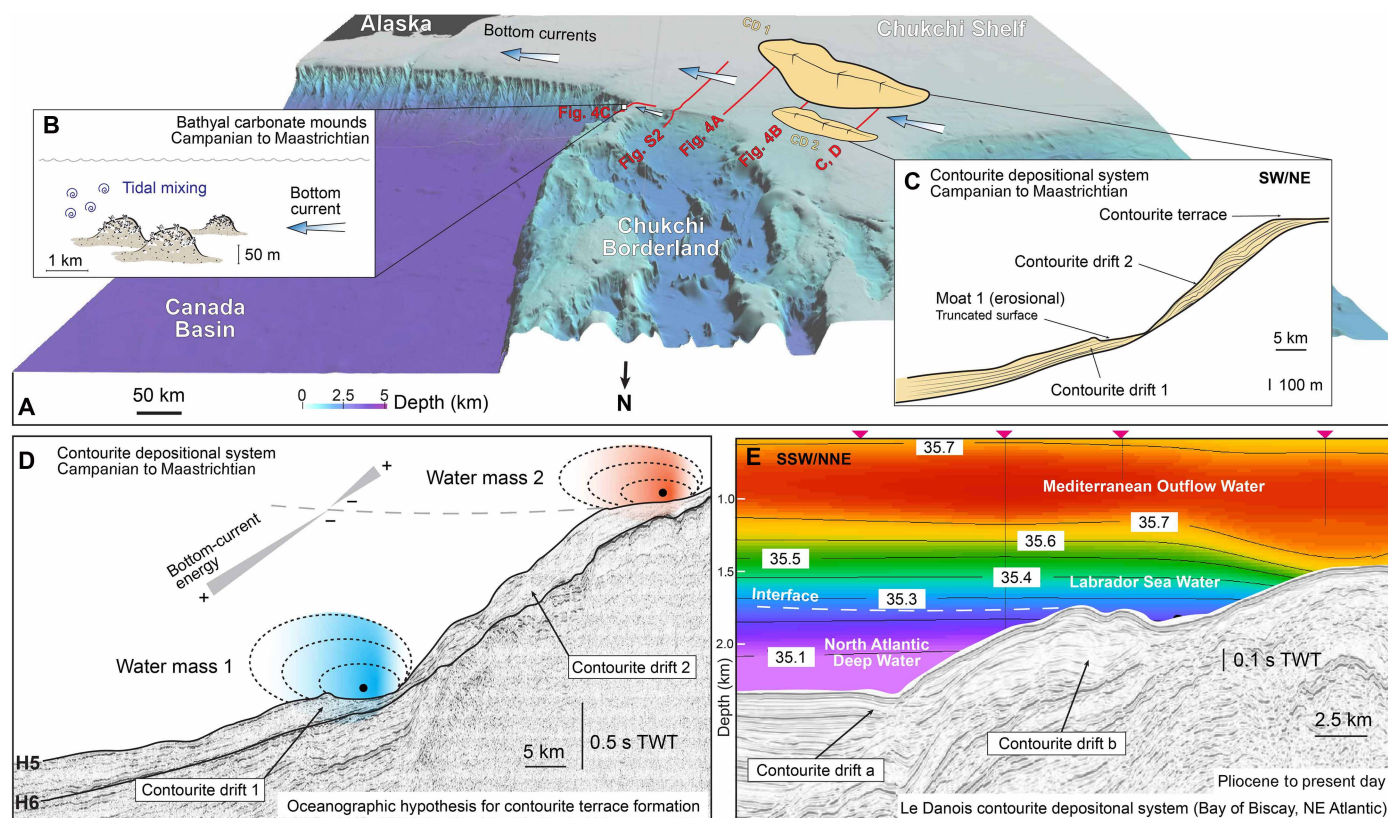 Alaska
Bottom currents
CD 1
Chukchi Shelf
Fig. 4C
Fig. S2
Fig. 4A
Fig. 4B
CD 2
C, D
Chukchi
Borderland
Canada
Basin
A
50 km
0 2.5 5
Depth (km)
N
B
Bathyal carbonate mounds
Campanian to Maastrichtian
Tidal mixing
Bottom
current
1 km
50 m
C
Contourite depositional system
Campanian to Maastrichtian
SW/NE
Contourite terrace
Contourite drift 2
Moat 1 (erosional)
Truncated surface
5 km
100 m
Contourite drift 1
D
Contourite depositional system
Campanian to Maastrichtian
+
−
−
+
Bottom-current
energy
Water mass 2
Water mass 1
Contourite drift 2
5 km
0.5 s TWT
H5
H6
Contourite drift 1
Oceanographic hypothesis for contourite terrace formation
E
SSW/NNE
35.7
Mediterranean Outflow Water
1.0
35.7
35.6
35.5
35.4
Labrador Sea Water
1.5
Interface
35.3
North Atlantic
Deep Water
2.0
35.1
Depth (km)
0.1 s TWT
2.5 km
Contourite drift b
Contourite drift a
Pliocene to present day
Le Danois contourite depositonal system (Bay of Biscay, NE Atlantic)